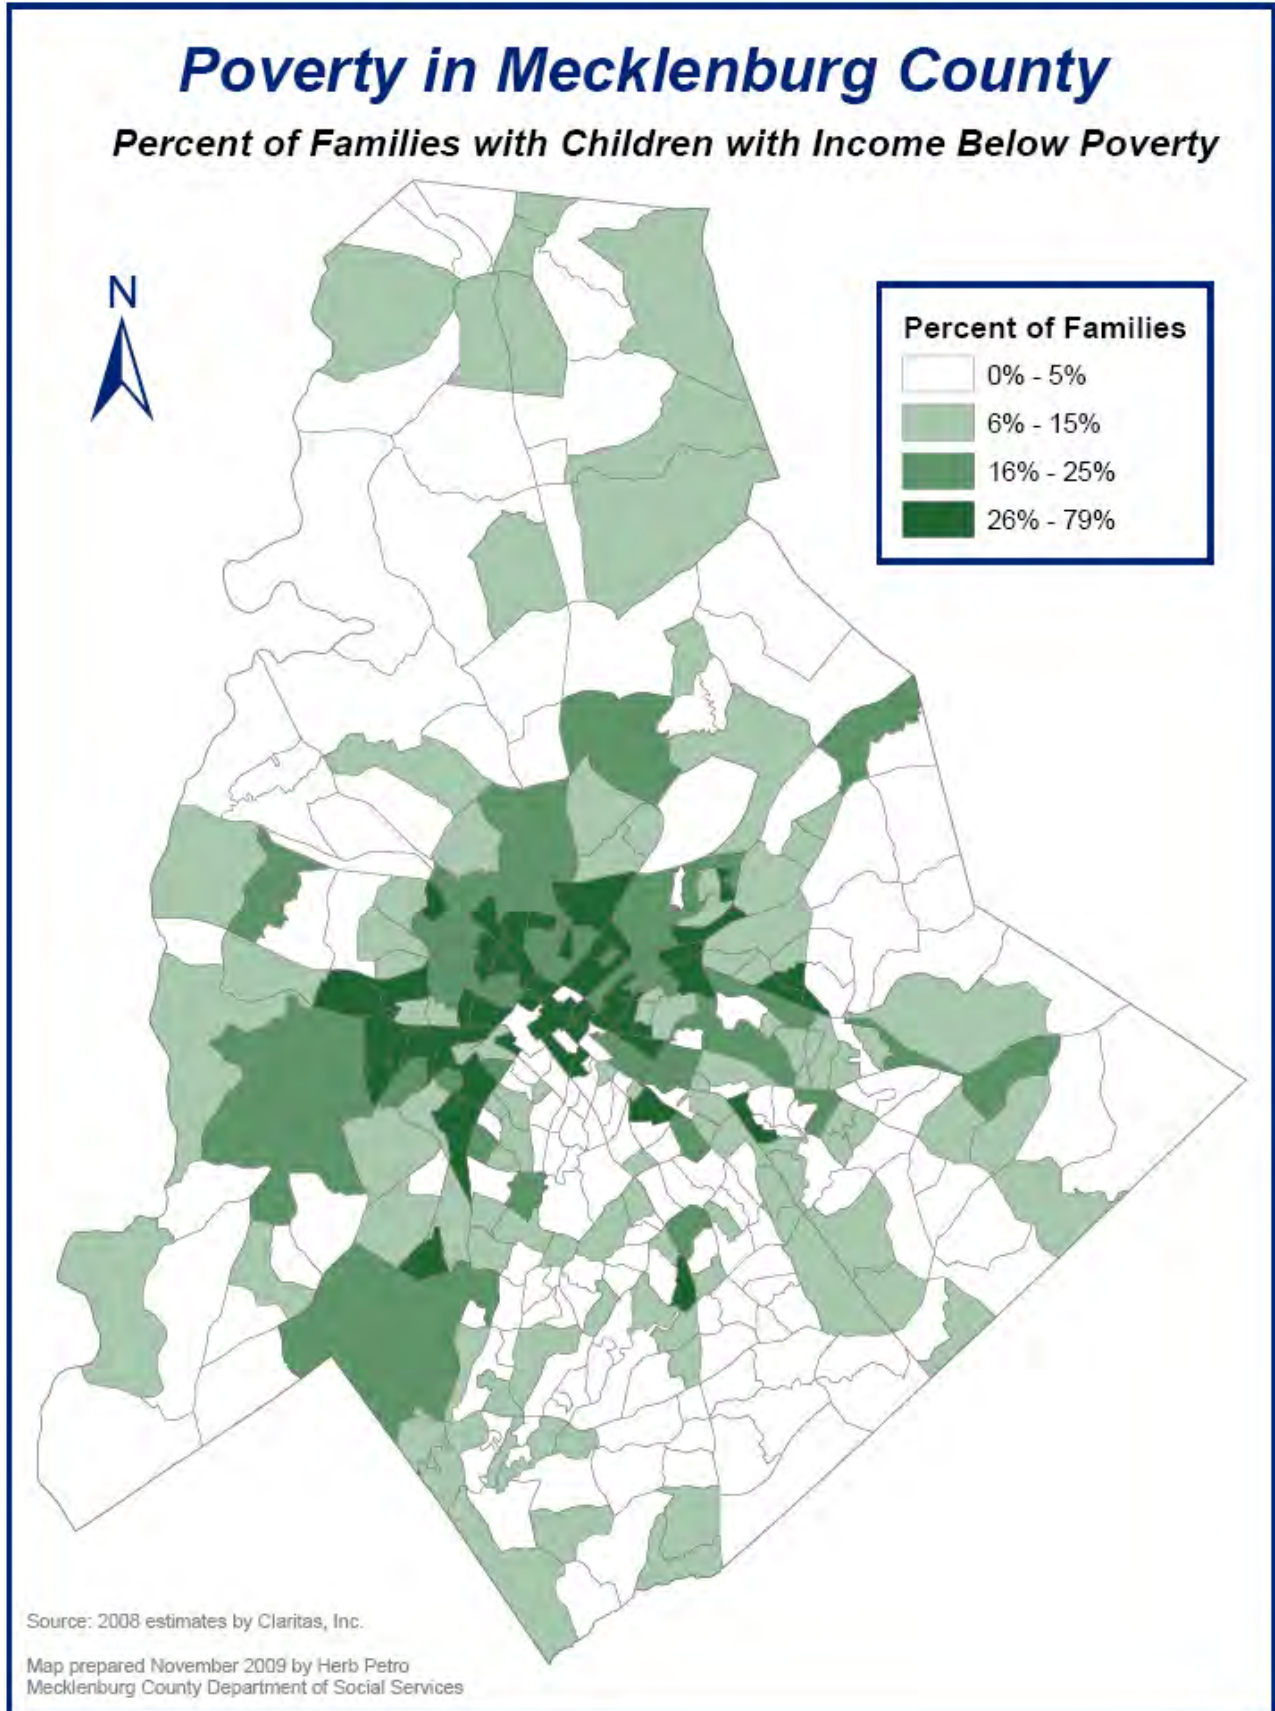 Poverty in Mecklenburg County
Percent of Families with Children with Income Below Poverty
N
Percent of Families
0% - 5%
6% - 15%
16% - 25%
26% - 79%
Source: 2008 estimates by Claritas, Inc.
Map prepared November 2009 by Herb Petro
Mecklenburg County Department of Social Services